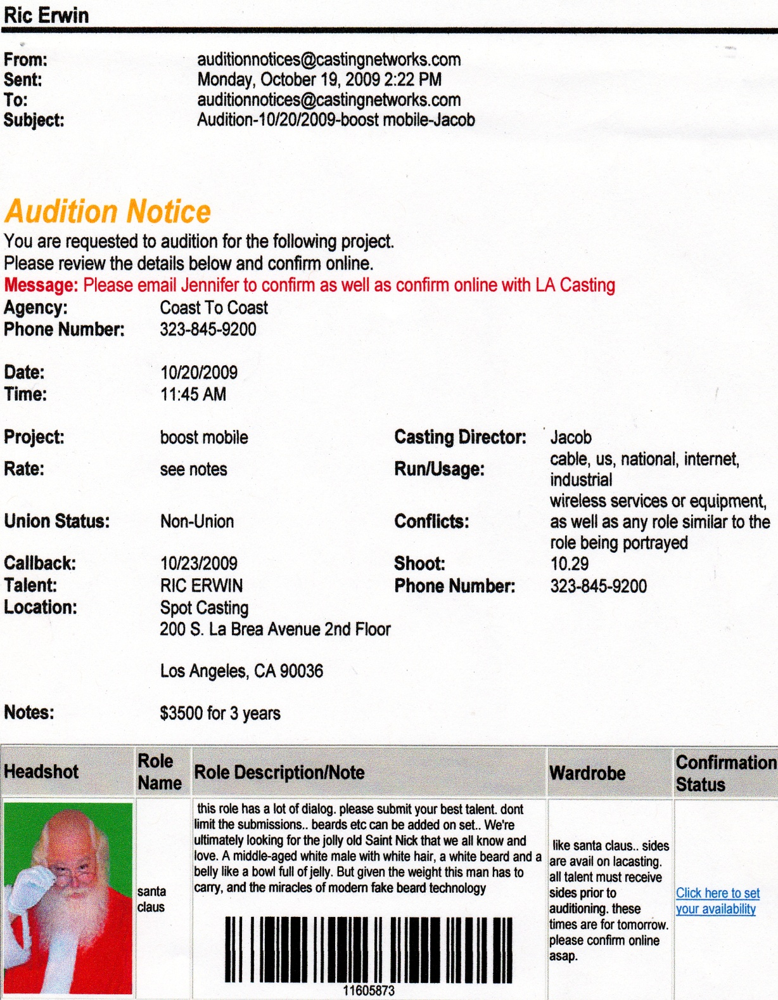 Ric Erwin
From: auditionnotices@castingnetworks.com
Sent: Monday, October 19, 2009 2:22 PM
To: auditionnotices@castingnetworks.com
Subject: Audition-10/20/2009-boost mobile-Jacob
Audition Notice
You are requested to audition for the following project.
Please review the details below and confirm online.
Message: Please email Jennifer to confirm as well as confirm online with LA Casting
Agency: Coast To Coast
Phone Number: 323-845-9200
Date: 10/20/2009
Time: 11:45 AM
Project: boost mobile
Casting Director: Jacob
Rate: see notes
Run/Usage: cable, us, national, internet,
industrial
Union Status: Non-Union
Conflicts: wireless services or equipment,
as well as any role similar to the
role being portrayed
Callback: 10/23/2009
Shoot: 10.29
Talent: RIC ERWIN
Phone Number: 323-845-9200
Location: Spot Casting
200 S. La Brea Avenue 2nd Floor
Los Angeles, CA 90036
Notes: $3500 for 3 years
Headshot
Role
Name
Role Description/Note
Wardrobe
Confirmation
Status
santa
claus
this role has a lot of dialog. please submit your best talent. dont
limit the submissions.. beards etc can be added on set.. We're
ultimately looking for the jolly old Saint Nick that we all know and
love. A middle-aged white male with white hair, a white beard and a
belly like a bowl full of jelly. But given the weight this man has to
carry, and the miracles of modern fake beard technology
11605873
like santa claus.. sides
are avail on lacasting.
all talent must receive
sides prior to
auditioning. these
times are for tomorrow.
please confirm online
asap.
Click here to set
your availability